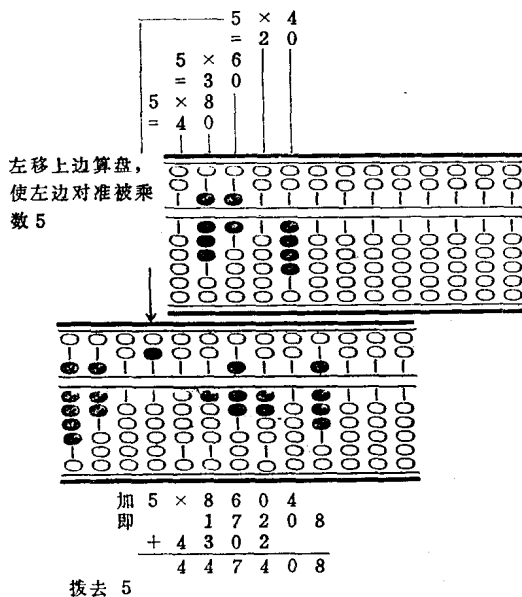 5 × 4
= 2 0
5 × 6
= 3 0
5 × 8
= 4 0
左移上边算盘，
使左边对准被乘
数 5
加 5 × 8 6 0 4
即 1 7 2 0 8
+ 4 3 0 2
4 4 7 4 0 8
拨去 5